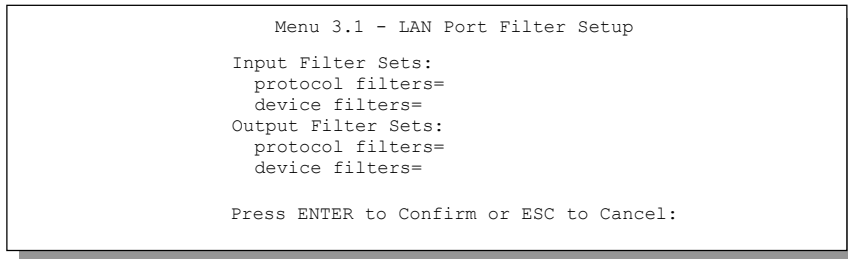 Menu 3.1 - LAN Port Filter Setup
Input Filter Sets:
protocol filters=
device filters=
Output Filter Sets:
protocol filters=
device filters=
Press ENTER to Confirm or ESC to Cancel: